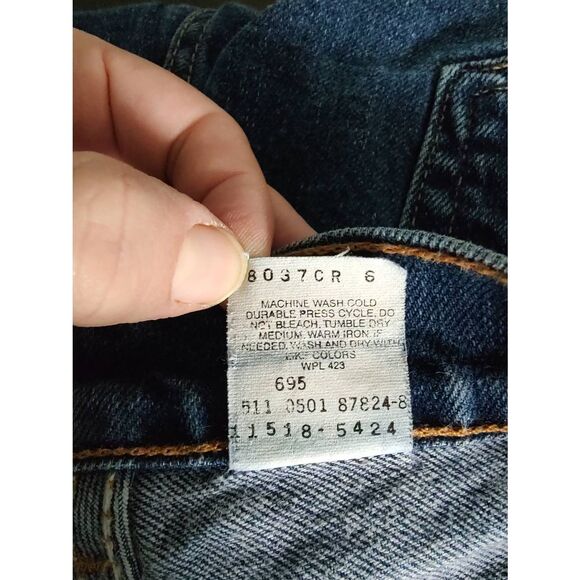 8037CR 6
MACHINE WASH COLD
DURABLE PRESS CYCLE, DO
NOT BLEACH, TUMBLE DRY
MEDIUM, WARM IRON IF
NEEDED, WASH AND DRY WITH
LIKE COLORS
WPL 423
695
511 0501 87824-8
11518-5424